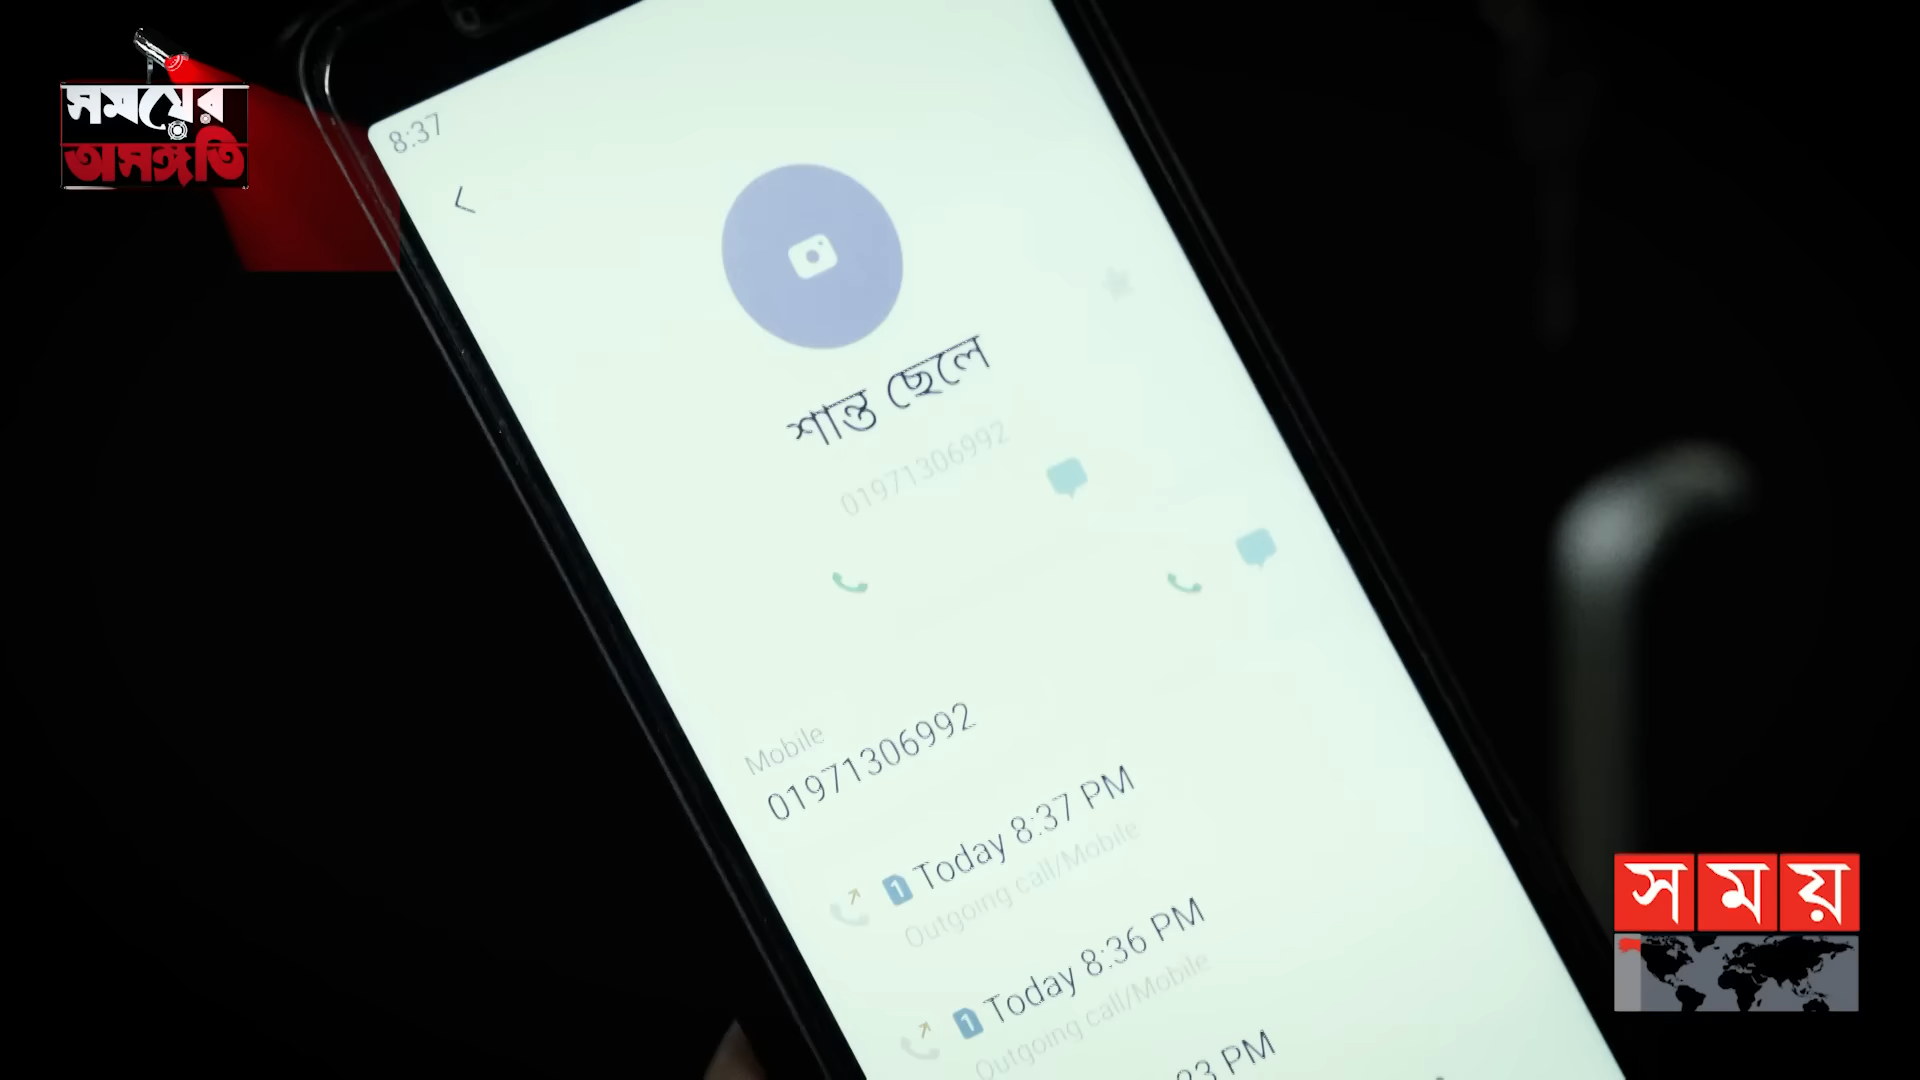 সময়ের
অসঙ্গতি
8:37
শান্ত ছেলে
01971306992
Mobile
01971306992
1 Today 8:37 PM
Outgoing call/Mobile
1 Today 8:36 PM
Outgoing call/Mobile
PM
সময়